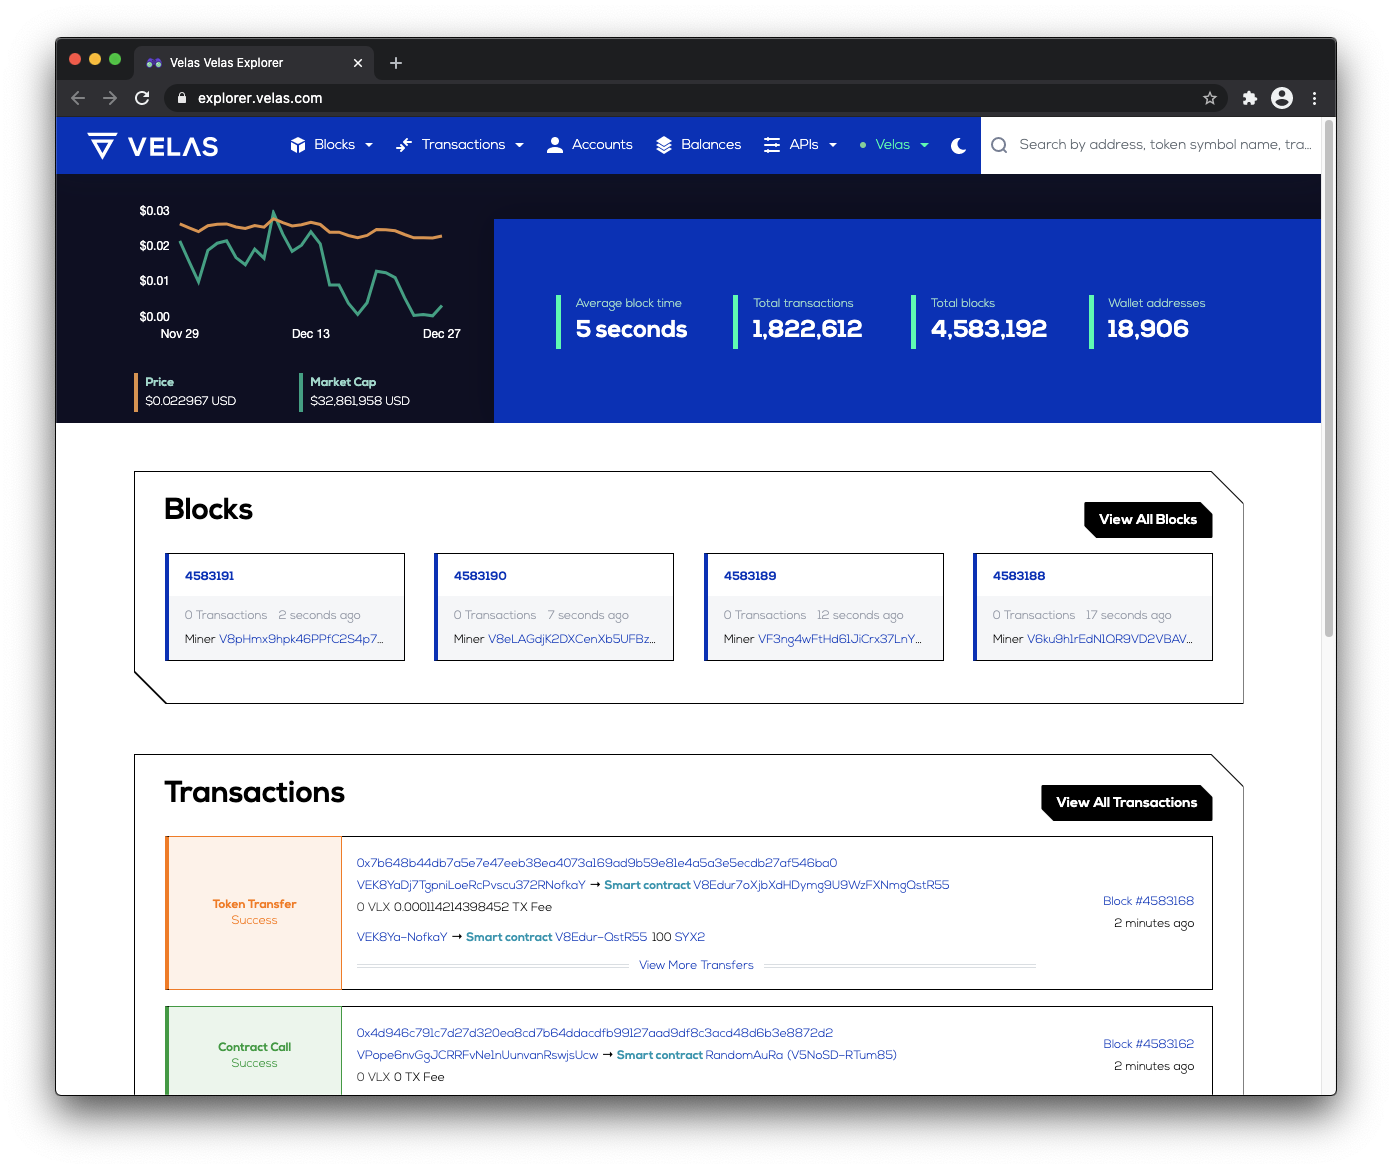 Velas Velas Explorer
explorer.velas.com
VELAS
Blocks
Transactions
Accounts
Balances
APIs
Velas
Search by address, token symbol name, tra...
$0.03
$0.02
$0.01
$0.00
Nov 29
Dec 13
Dec 27
Price
$0.022967 USD
Market Cap
$32,861,958 USD
Average block time
5 seconds
Total transactions
1,822,612
Total blocks
4,583,192
Wallet addresses
18,906
Blocks
View All Blocks
4583191
0 Transactions 2 seconds ago
Miner V8pHmx9hpk46PPfC2S4p7...
4583190
0 Transactions 7 seconds ago
Miner V8eLAGdjK2DXCenXb5UFBz...
4583189
0 Transactions 12 seconds ago
Miner VF3ng4wFtHd61JiCrx37LnY...
4583188
0 Transactions 17 seconds ago
Miner V6ku9h1rEdN1QR9VD2VBAV...
Transactions
View All Transactions
Token Transfer
Success
0x7b648b44db7a5e7e47eeb38ea4073a169ad9b59e81e4a5a3e5ecdb27af546ba0
VEK8YaDj7TgpniLoeRcPvscu372RNofkaY → Smart contract V8Edur7oXjbXdHDymg9U9WzFXNmgQstR55
0 VLX 0.000114214398452 TX Fee
VEK8Ya-NofkaY → Smart contract V8Edur-QstR55 100 SYX2
View More Transfers
Block #4583168
2 minutes ago
Contract Call
Success
0x4d946c791c7d27d320ea8cd7b64ddacdfb99127aad9df8c3acd48d6b3e8872d2
VPope6nvGgJCRRFvNe1nUunvanRswjsUcw → Smart contract RandomAuRa (V5NoSD-RTum85)
0 VLX 0 TX Fee
Block #4583162
2 minutes ago